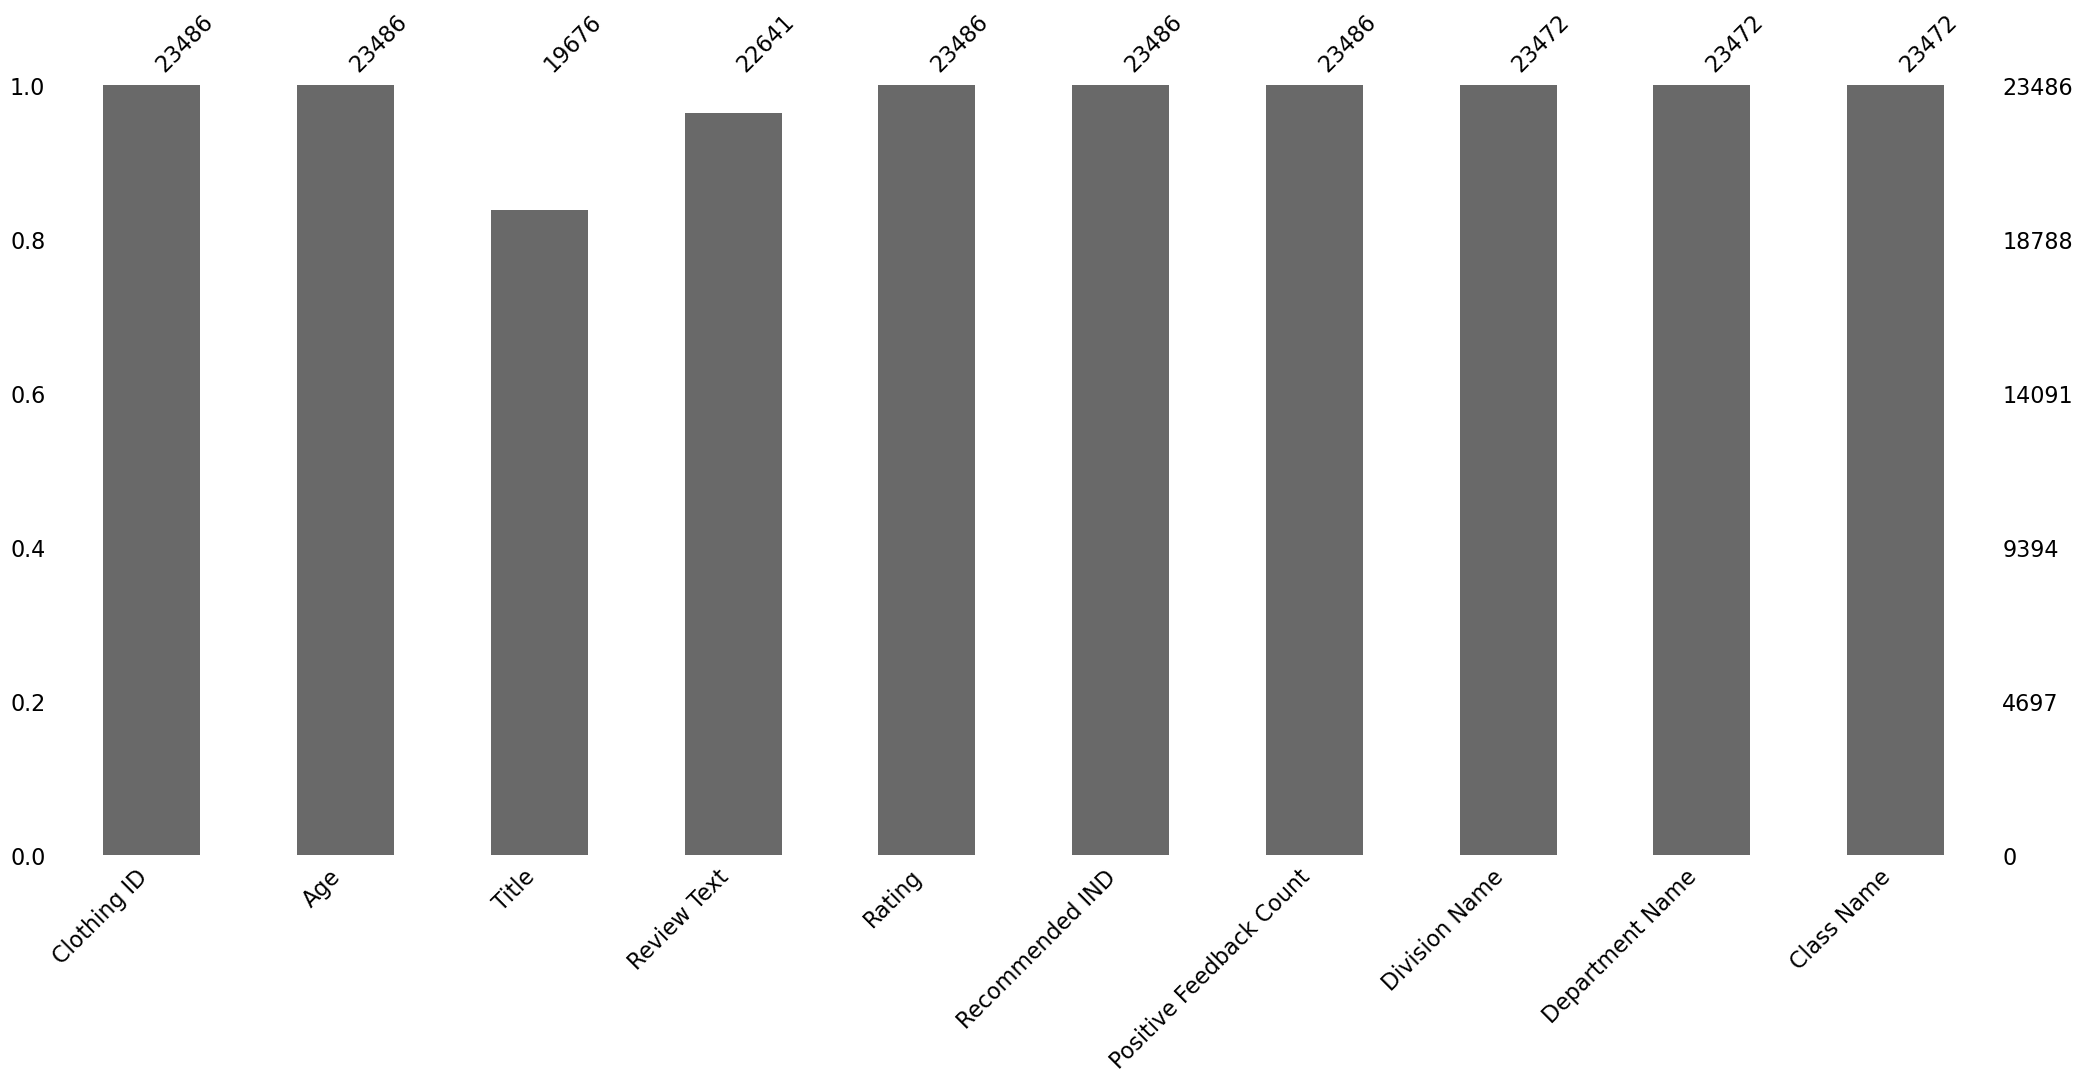 23486
23486
19676
22641
23486
23486
23486
23472
23472
23472
1.0
0.8
0.6
0.4
0.2
0.0
23486
18788
14091
9394
4697
0
Clothing ID
Age
Title
Review Text
Rating
Recommended IND
Positive Feedback Count
Division Name
Department Name
Class Name